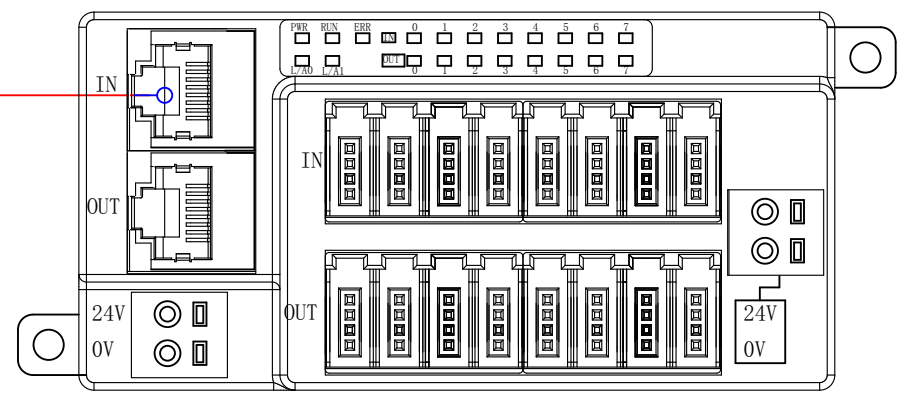 PWR RUN ERR IN 0 1 2 3 4 5 6 7
OUT
L/A0 L/A1 0 1 2 3 4 5 6 7
IN
IN
OUT
OUT
24V
0V
24V
0V